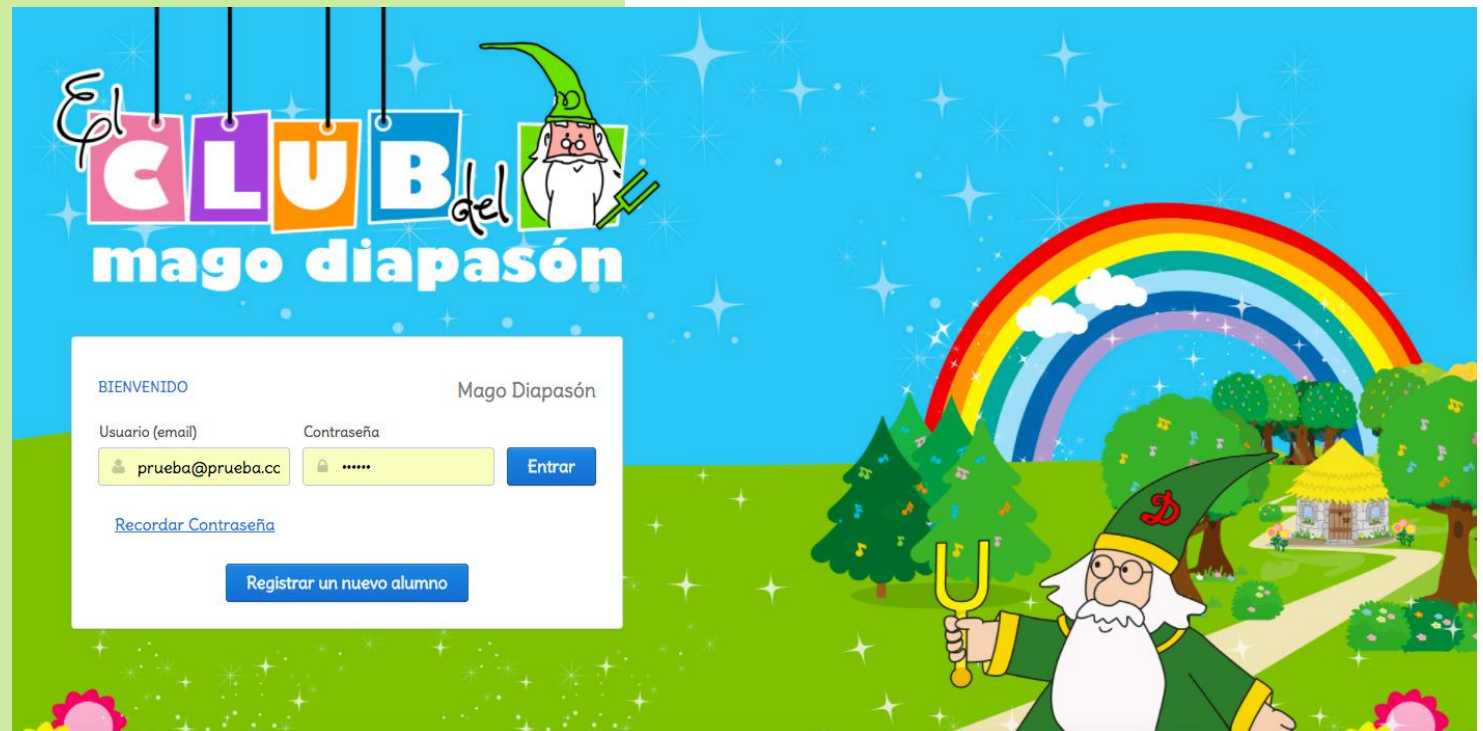 El CLUB del
mago diapasón
BIENVENIDO
Mago Diapasón
Usuario (email)
Contraseña
prueba@prueba.cc
••••••
Entrar
Recordar Contraseña
Registrar un nuevo alumno
D